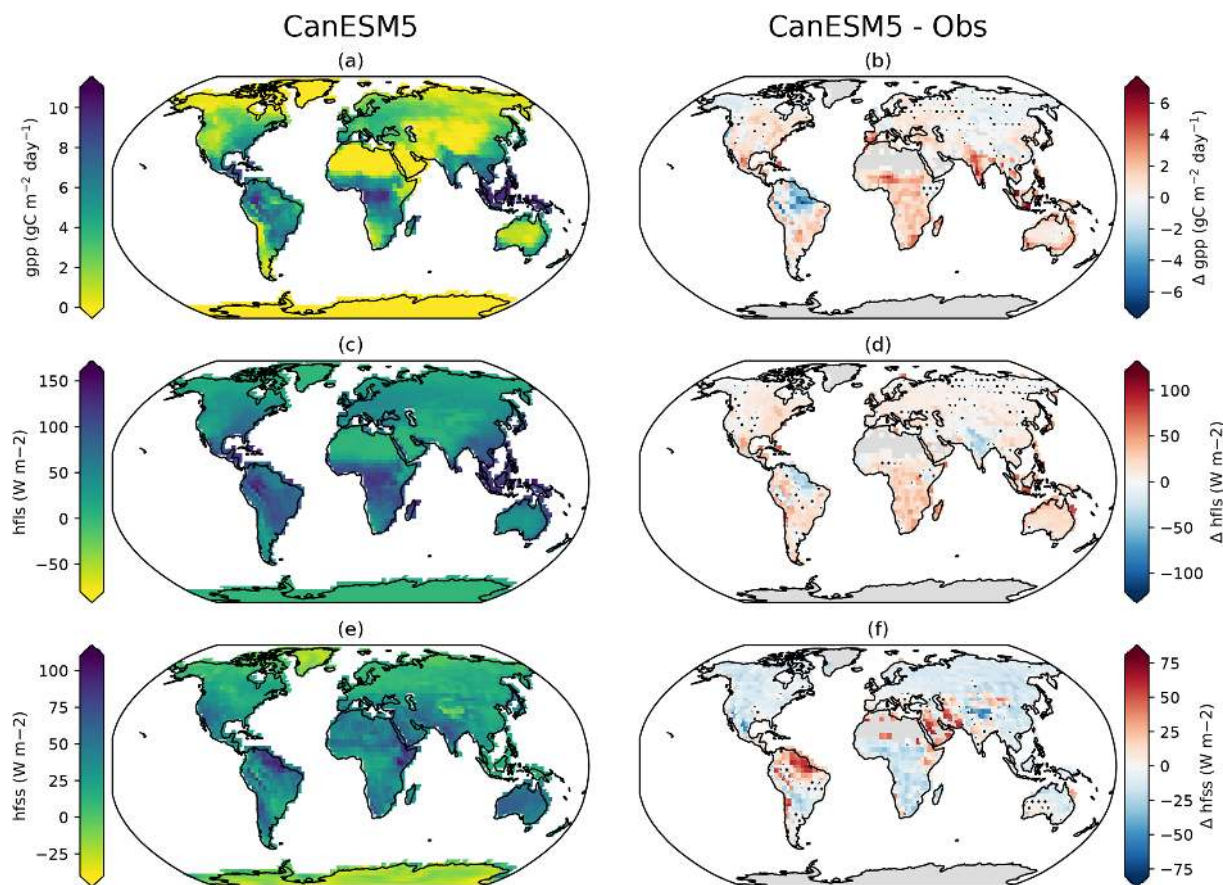 CanESM5
CanESM5 - Obs
(a)
(b)
10
8
6
4
2
0
gpp (gC m⁻² day⁻¹)
6
4
2
0
−2
−4
−6
Δ gpp (gC m⁻² day⁻¹)
(c)
(d)
150
100
50
0
−50
hfls (W m−2)
100
50
0
−50
−100
Δ hfls (W m−2)
(e)
(f)
100
75
50
25
0
−25
hfss (W m−2)
75
50
25
0
−25
−50
−75
Δ hfss (W m−2)